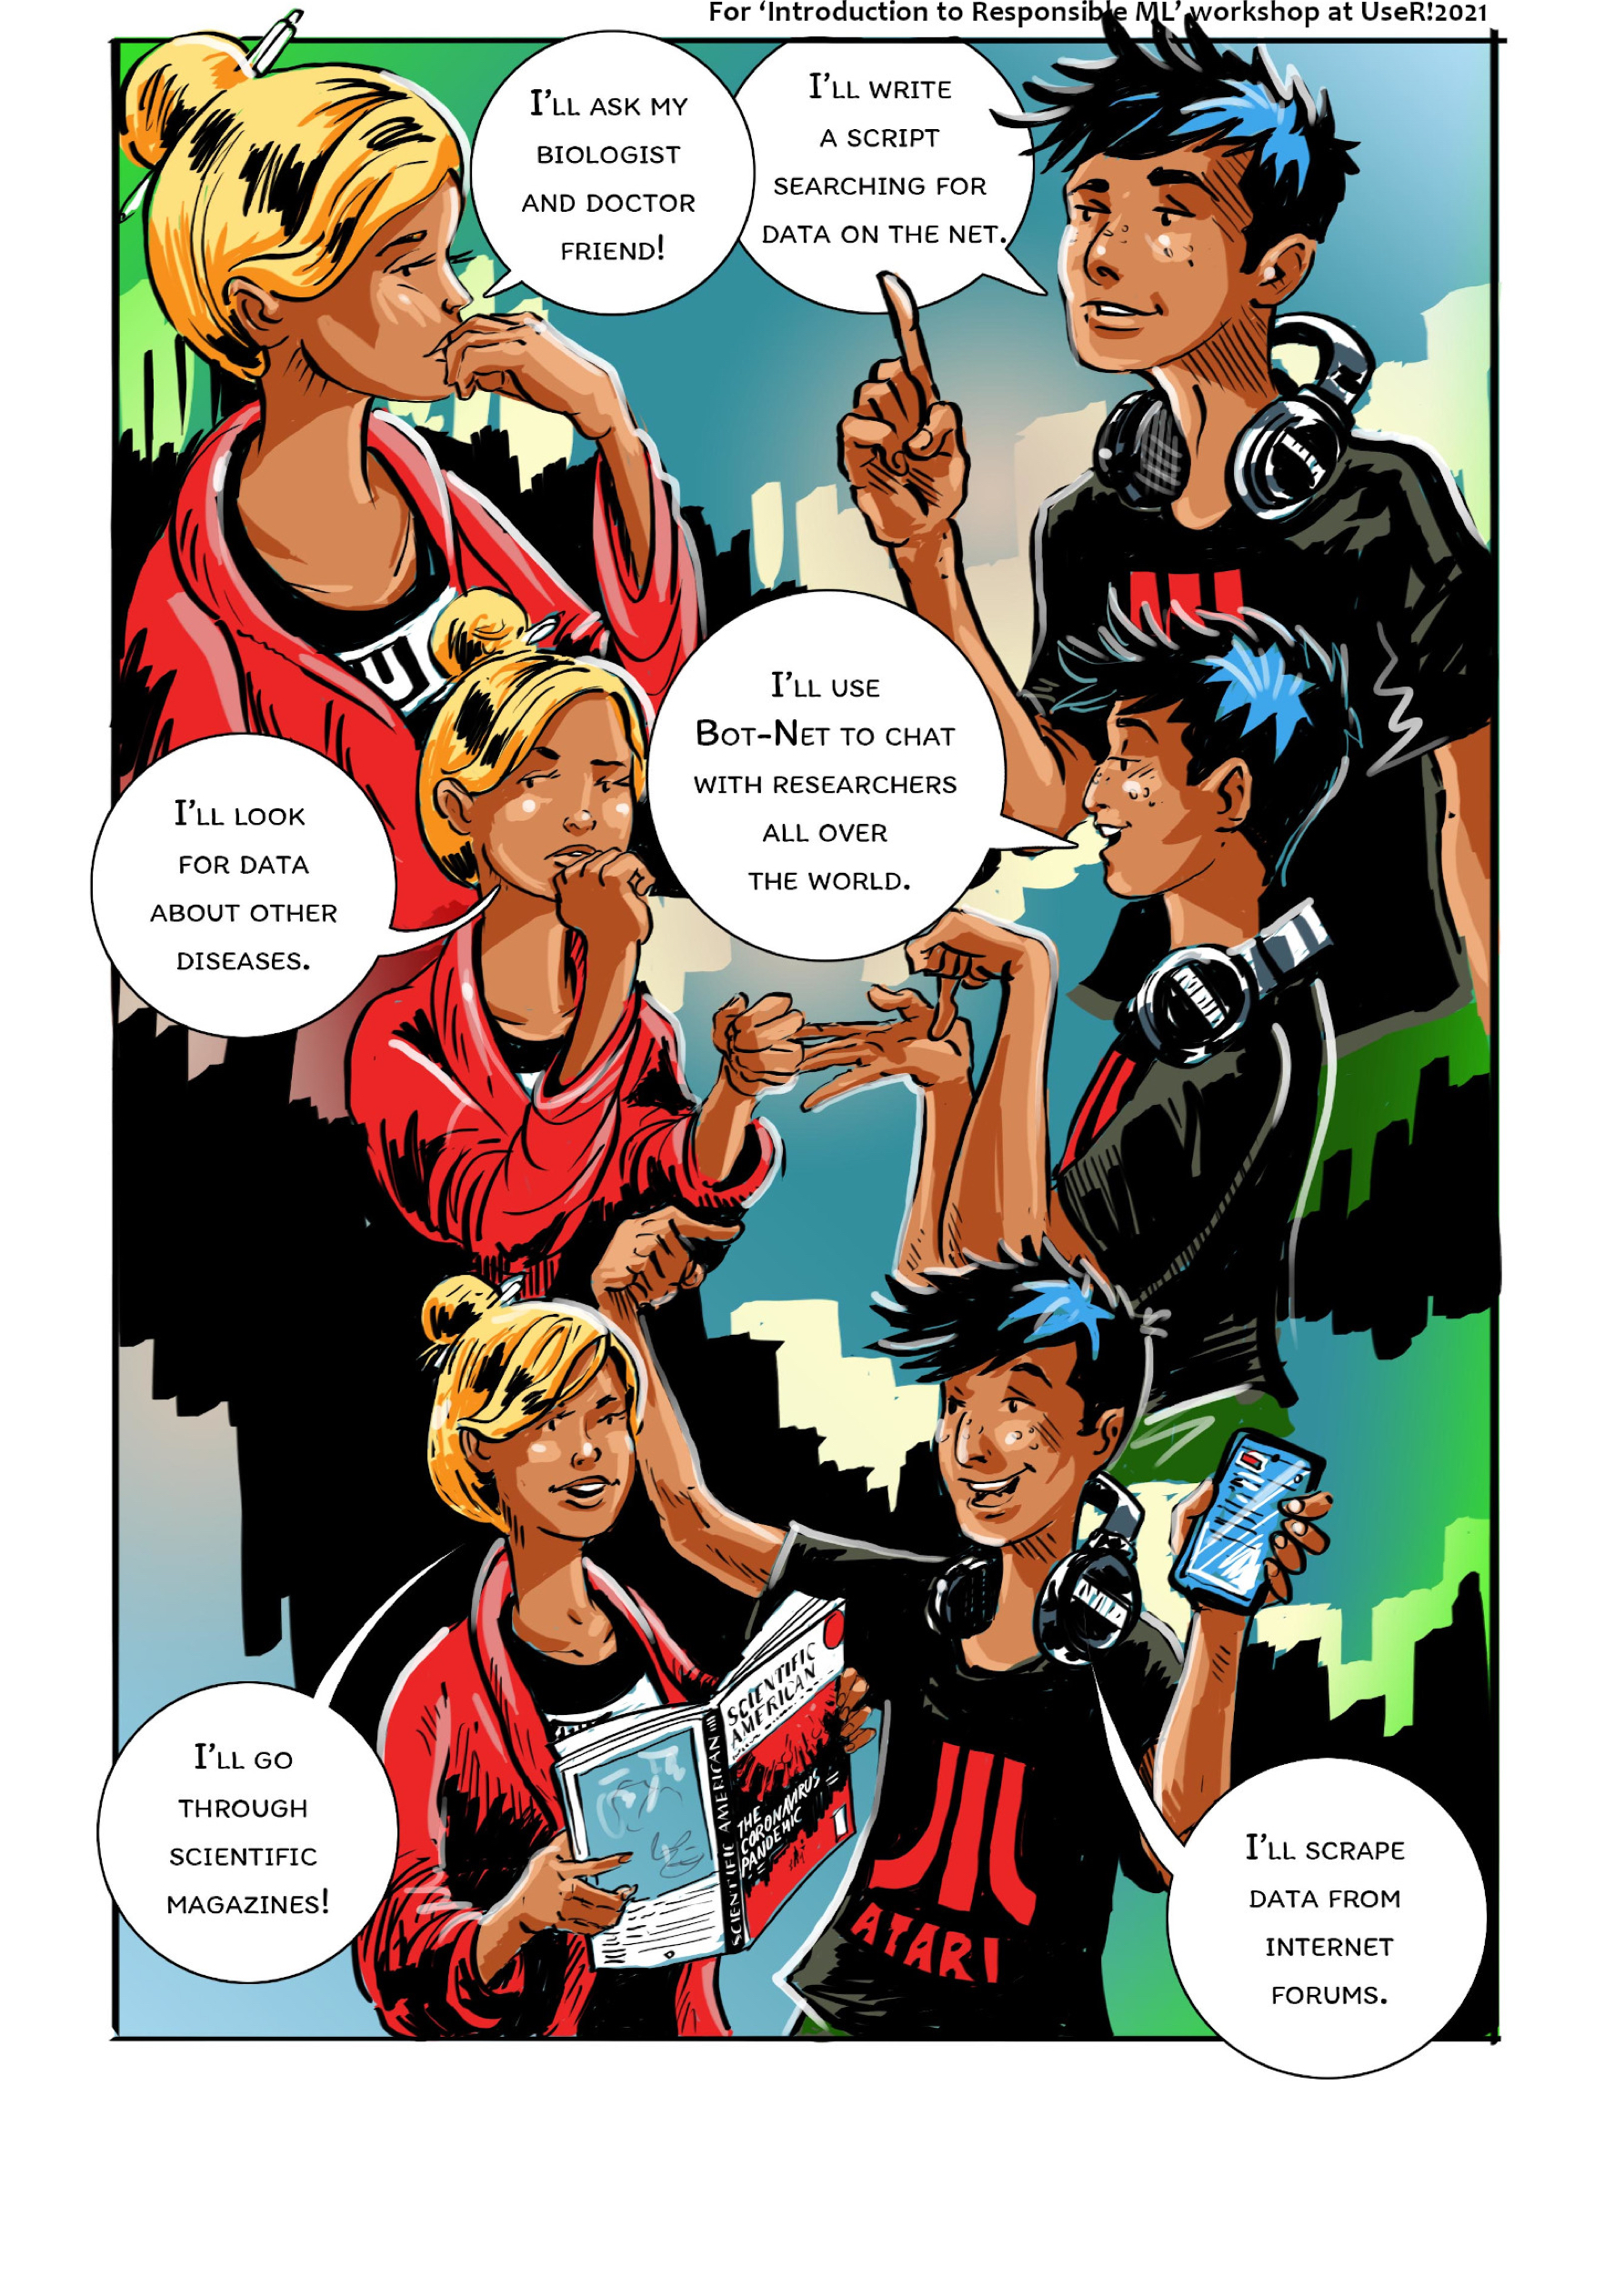 For ‘Introduction to Responsible ML’ workshop at UseR!2021
I'LL ASK MY
BIOLOGIST
AND DOCTOR
FRIEND!
I'LL WRITE
A SCRIPT
SEARCHING FOR
DATA ON THE NET.
I'LL USE
BOT-NET TO CHAT
WITH RESEARCHERS
ALL OVER
THE WORLD.
I'LL LOOK
FOR DATA
ABOUT OTHER
DISEASES.
I'LL GO
THROUGH
SCIENTIFIC
MAGAZINES!
SCIENTIFIC
AMERICAN
SCIENTIFIC AMERICAN
THE
CORONAVIRUS
PANDEMIC
ATARI
I'LL SCRAPE
DATA FROM
INTERNET
FORUMS.